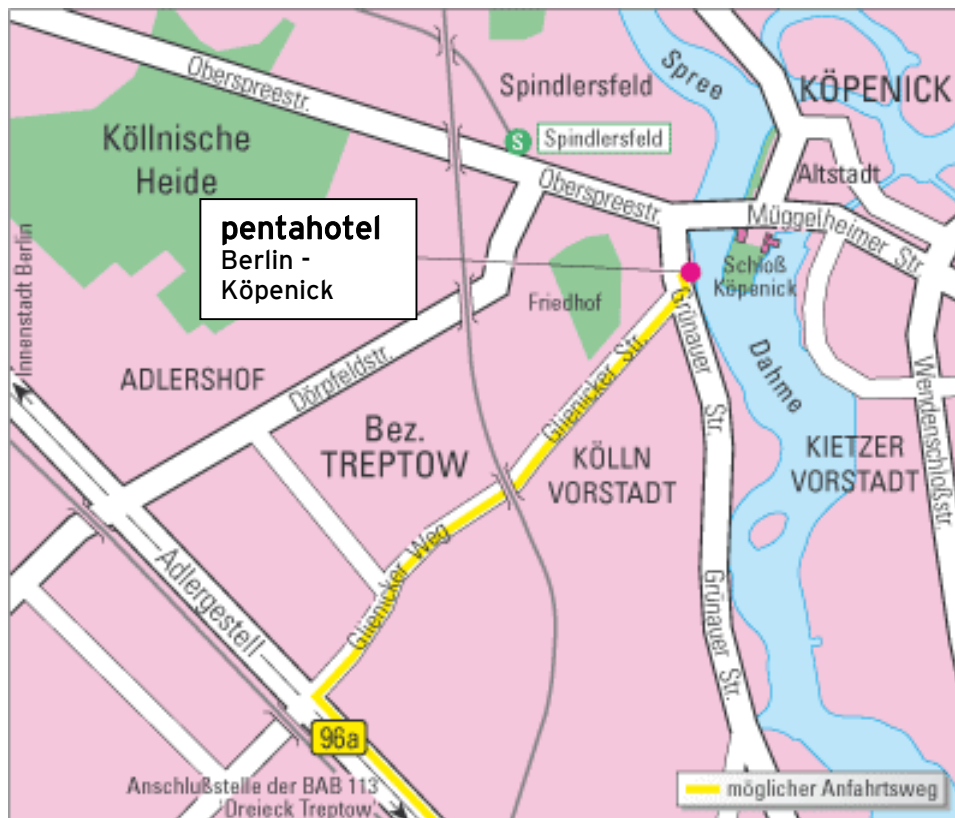 Oberspreestr.
Spree
Spindlersfeld
KÖPENICK
Köllnische
Heide
S
Spindlersfeld
Altstadt
Oberspreestr.
Müggelheimer Str.
pentahotel
Berlin -
Köpenick
Schloß
Köpenick
Innenstadt Berlin
Friedhof
Grünauer Str.
Dahme
ADLERSHOF
Dörpfeldstr.
Glienicker Str.
Wendenschloßstr.
Bez.
TREPTOW
KÖLLN
VORSTADT
KIETZER
VORSTADT
Adlergestell
Glienicker Weg
Grünauer Str.
96a
Anschlußstelle der BAB 113
'Dreieck Treptow'
möglicher Anfahrtsweg